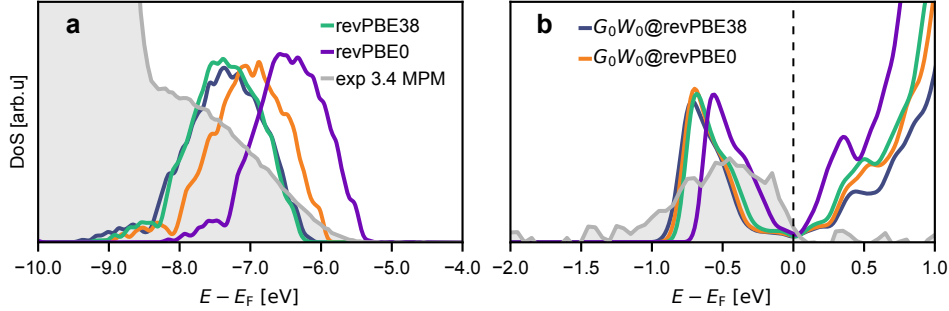 a
revPBE38
revPBE0
exp 3.4 MPM
DoS [arb.u]
−10.0 −9.0 −8.0 −7.0 −6.0 −5.0 −4.0
E − E_F [eV]
b
G₀W₀@revPBE38
G₀W₀@revPBE0
−2.0 −1.5 −1.0 −0.5 0.0 0.5 1.0
E − E_F [eV]